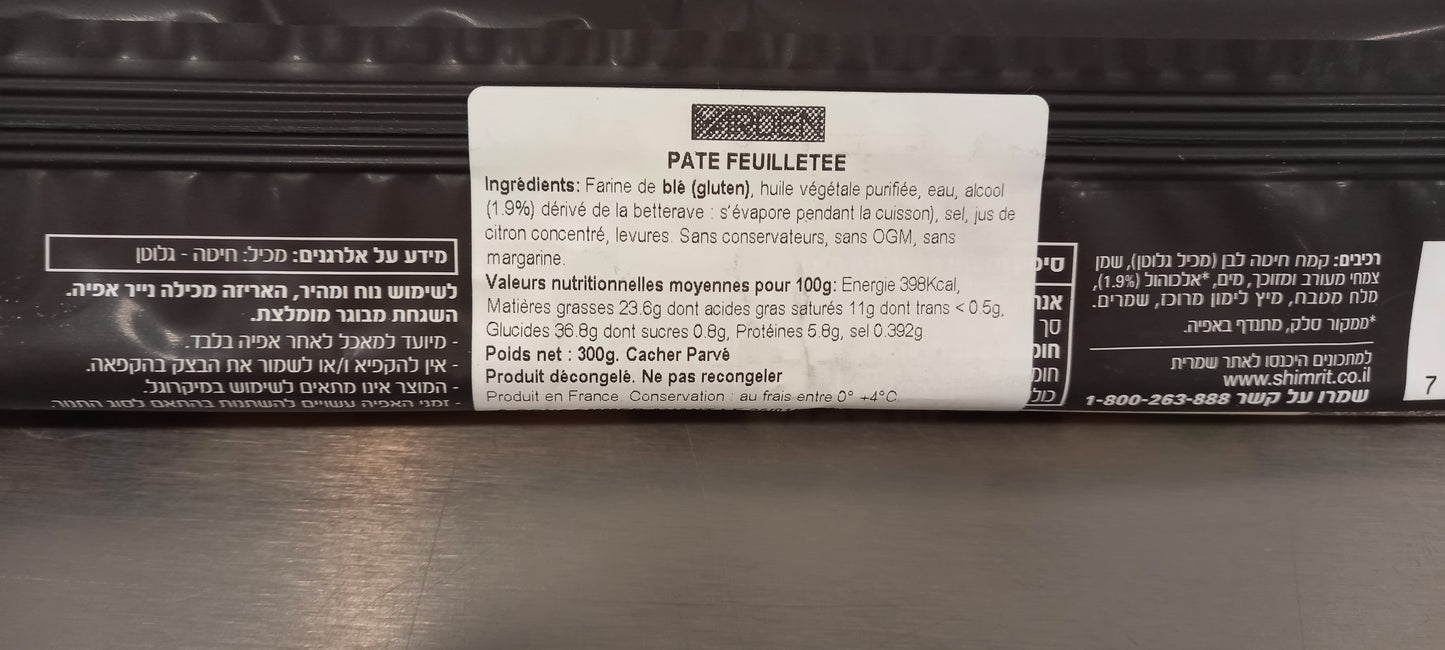 YARDEN
PATE FEUILLETEE
Ingrédients: Farine de blé (gluten), huile végétale purifiée, eau, alcool
(1.9%) dérivé de la betterave : s'évapore pendant la cuisson), sel, jus de
citron concentré, levures. Sans conservateurs, sans OGM, sans
margarine.
Valeurs nutritionnelles moyennes pour 100g: Energie 398Kcal,
Matières grasses 23.6g dont acides gras saturés 11g dont trans < 0.5g,
Glucides 36.8g dont sucres 0.8g, Protéines 5.8g, sel 0.392g
Poids net : 300g. Cacher Parvé
Produit décongelé. Ne pas recongeler
Produit en France. Conservation : au frais entre 0° +4°C
רכיבים: קמח חיטה לבן (מכיל גלוטן), שמן
צמחי מעורב ומזוכך, מים, *אלכוהול (1.9%),
מלח מטבח, מיץ לימון מרוכז, שמרים.
*ממקור סלק, מתנדף באפיה.
למתכונים היכנסו לאתר שמרית
www.shimrit.co.il
שמרו על קשר 1-800-263-888
מידע על אלרגנים: מכיל: חיטה - גלוטן
לשימוש נוח ומהיר, האריזה מכילה נייר אפיה.
השגחת מבוגר מומלצת.
- מיועד למאכל לאחר אפיה בלבד.
- אין להקפיא ו/או לשמור את הבצק בהקפאה.
- המוצר אינו מתאים לשימוש במיקרוגל.
- זמני האפיה עשויים להשתנות בהתאם לסוג התנור.
7